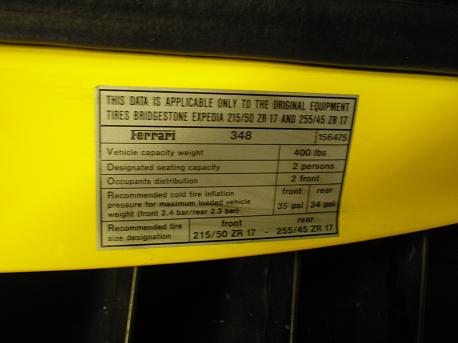 THIS DATA IS APPLICABLE ONLY TO THE ORIGINAL EQUIPMENT
TIRES BRIDGESTONE EXPEDIA 215/50 ZR 17 AND 255/45 ZR 17
Ferrari 348 156475
Vehicle capacity weight 400 lbs
Designated seating capacity 2 persons
Occupants distribution 2 front
Recommended cold tire inflation front rear
pressure for maximum loaded vehicle 35 psi 34 psi
weight (front 2.4 bar/rear 2.3 bar)
Recommended tire front rear
size designation 215/50 ZR 17 - 255/45 ZR 17